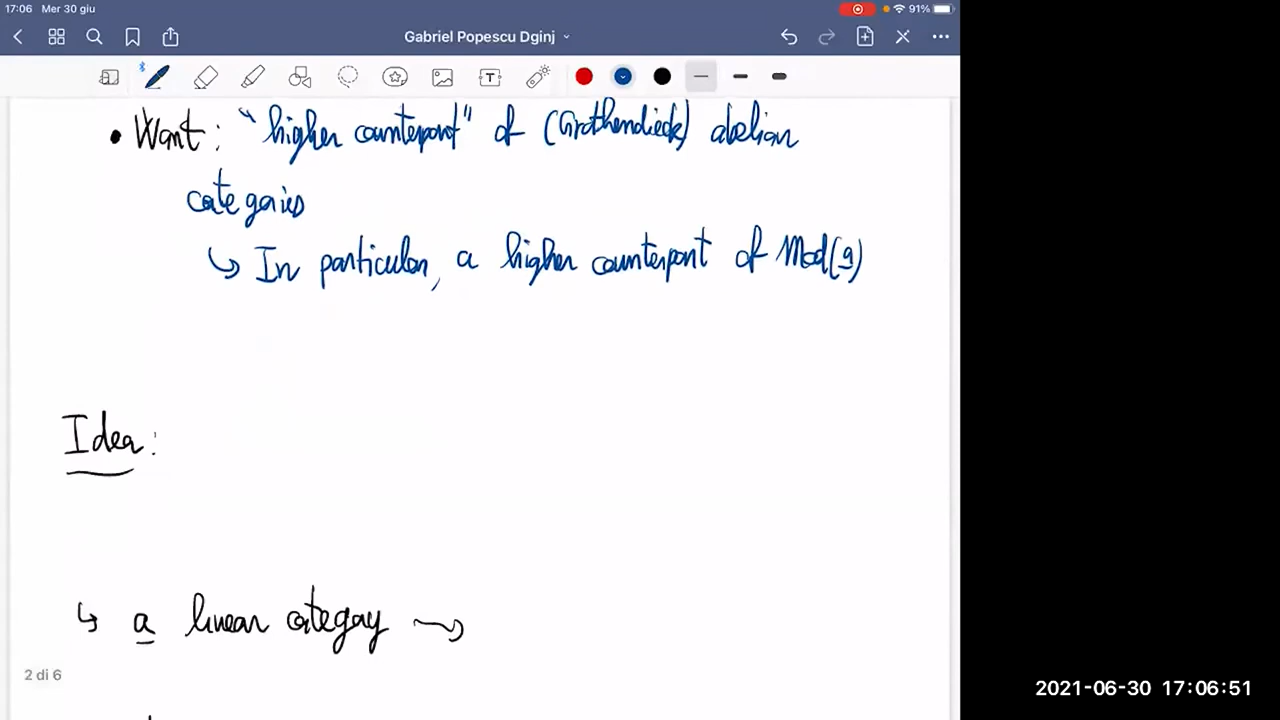 17:06 Mer 30 giu
91%
Gabriel Popescu Dginj
T
• Want: "higher counterpart" of (Grothendieck) abelian
categories
↳ In particular, a higher counterpart of Mod(a)
Idea:
↳ a linear category ⇝
2 di 6
2021-06-30 17:06:51